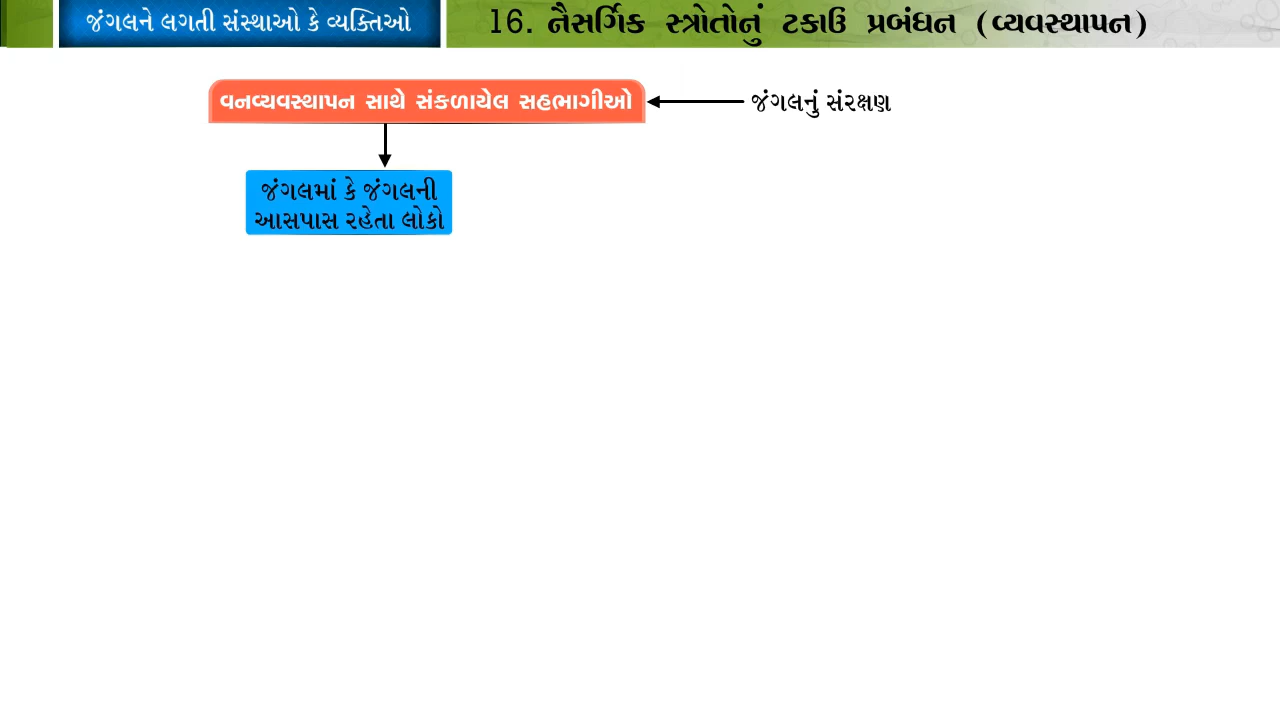 જંગલને લગતી સંસ્થાઓ કે વ્યક્તિઓ
16. નૈસર્ગિક સ્ત્રોતોનું ટકાઉ પ્રબંધન (વ્યવસ્થાપન)
વનવ્યવસ્થાપન સાથે સંકળાયેલ સહભાગીઓ
જંગલનું સંરક્ષણ
જંગલમાં કે જંગલની
આસપાસ રહેતા લોકો